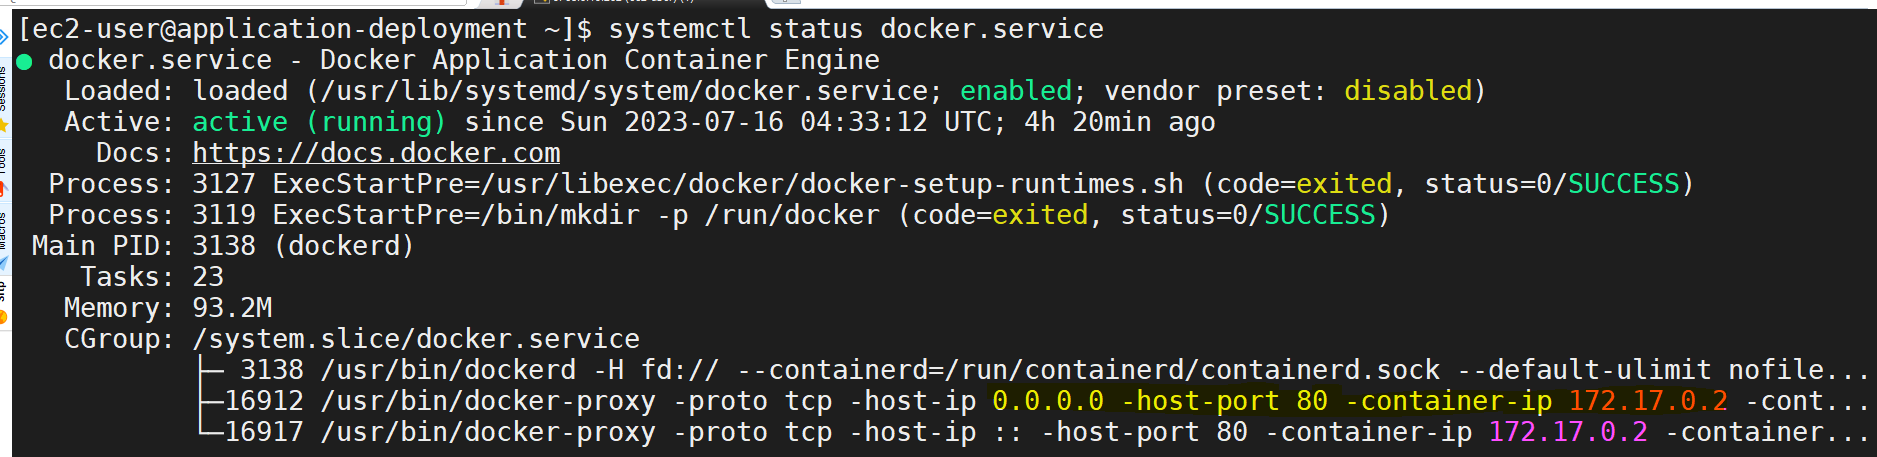 [ec2-user@application-deployment ~]$ systemctl status docker.service
● docker.service - Docker Application Container Engine
Loaded: loaded (/usr/lib/systemd/system/docker.service; enabled; vendor preset: disabled)
Active: active (running) since Sun 2023-07-16 04:33:12 UTC; 4h 20min ago
Docs: https://docs.docker.com
Process: 3127 ExecStartPre=/usr/libexec/docker/docker-setup-runtimes.sh (code=exited, status=0/SUCCESS)
Process: 3119 ExecStartPre=/bin/mkdir -p /run/docker (code=exited, status=0/SUCCESS)
Main PID: 3138 (dockerd)
Tasks: 23
Memory: 93.2M
CGroup: /system.slice/docker.service
├─ 3138 /usr/bin/dockerd -H fd:// --containerd=/run/containerd/containerd.sock --default-ulimit nofile...
├─16912 /usr/bin/docker-proxy -proto tcp -host-ip 0.0.0.0 -host-port 80 -container-ip 172.17.0.2 -cont...
└─16917 /usr/bin/docker-proxy -proto tcp -host-ip :: -host-port 80 -container-ip 172.17.0.2 -container...
Sessions
Tools
Macros
Sftp